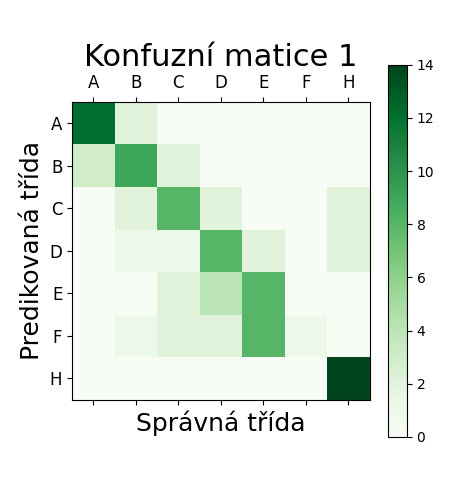 Konfuzní matice 1
A B C D E F H
A
B
C
D
E
F
H
Predikovaná třída
Správná třída
14
12
10
8
6
4
2
0